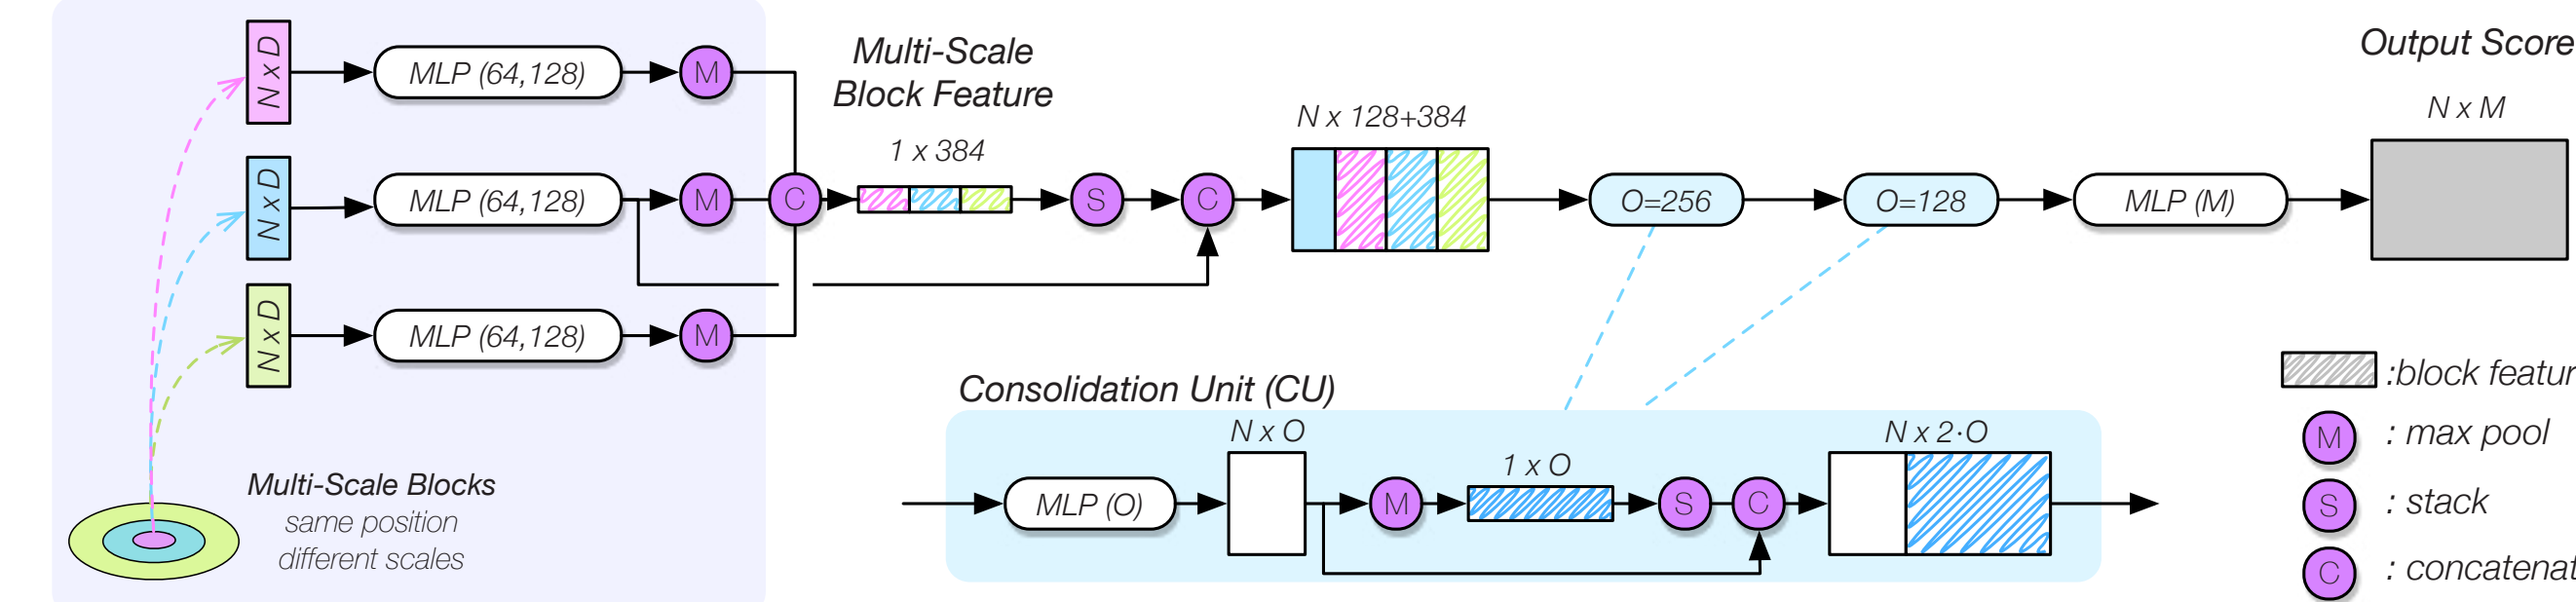 N x D
MLP (64,128)
M
N x D
MLP (64,128)
M
C
N x D
MLP (64,128)
M
Multi-Scale Blocks
same position
different scales
Multi-Scale
Block Feature
1 x 384
S
C
N x 128+384
O=256
O=128
MLP (M)
Output Score
N x M
Consolidation Unit (CU)
MLP (O)
N x O
M
1 x O
S
C
N x 2·O
:block featur
M : max pool
S : stack
C : concatenat